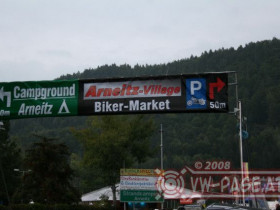 Campground
Arneitz
Arneitz-Village
Biker-Market
P
50m
© 2008
VW-PAGE.AT